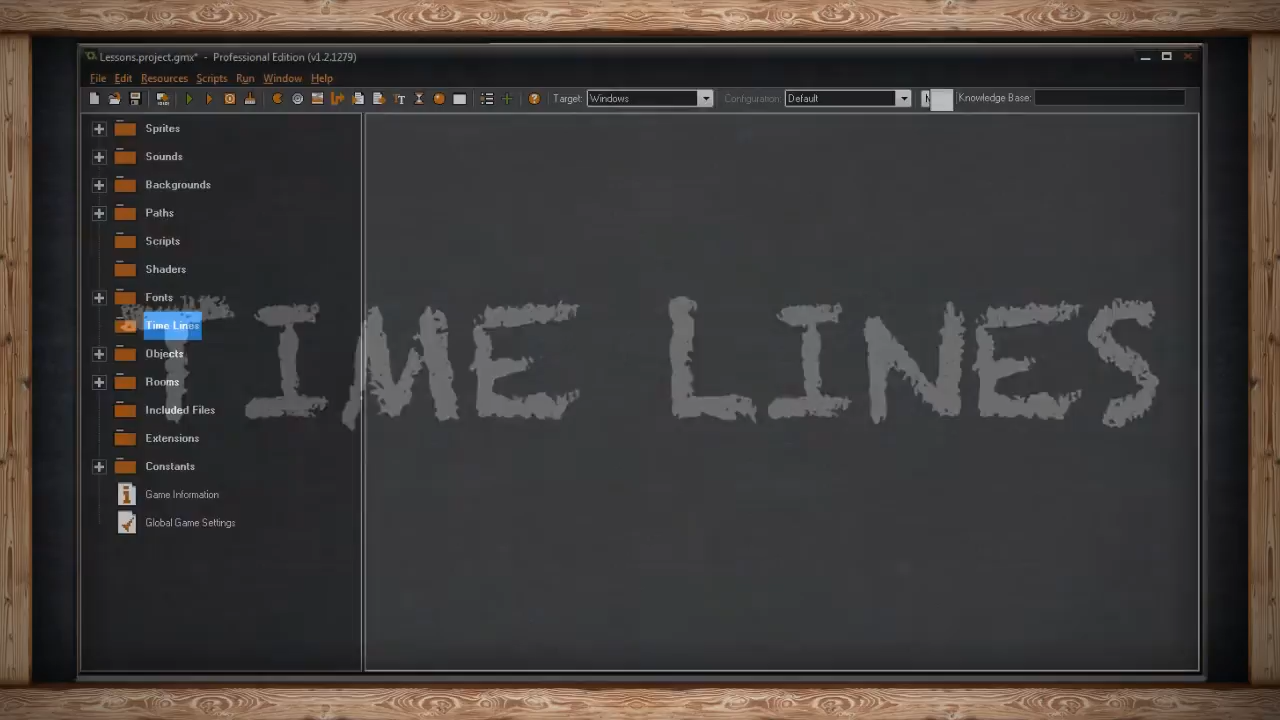 Lessons.project.gmx* - Professional Edition (v1.2.1279)
File Edit Resources Scripts Run Window Help
Target: Windows Configuration: Default Knowledge Base:
Sprites
Sounds
Backgrounds
Paths
Scripts
Shaders
Fonts
Time Lines
TIME LINES
Objects
Rooms
Included Files
Extensions
Constants
Game Information
Global Game Settings